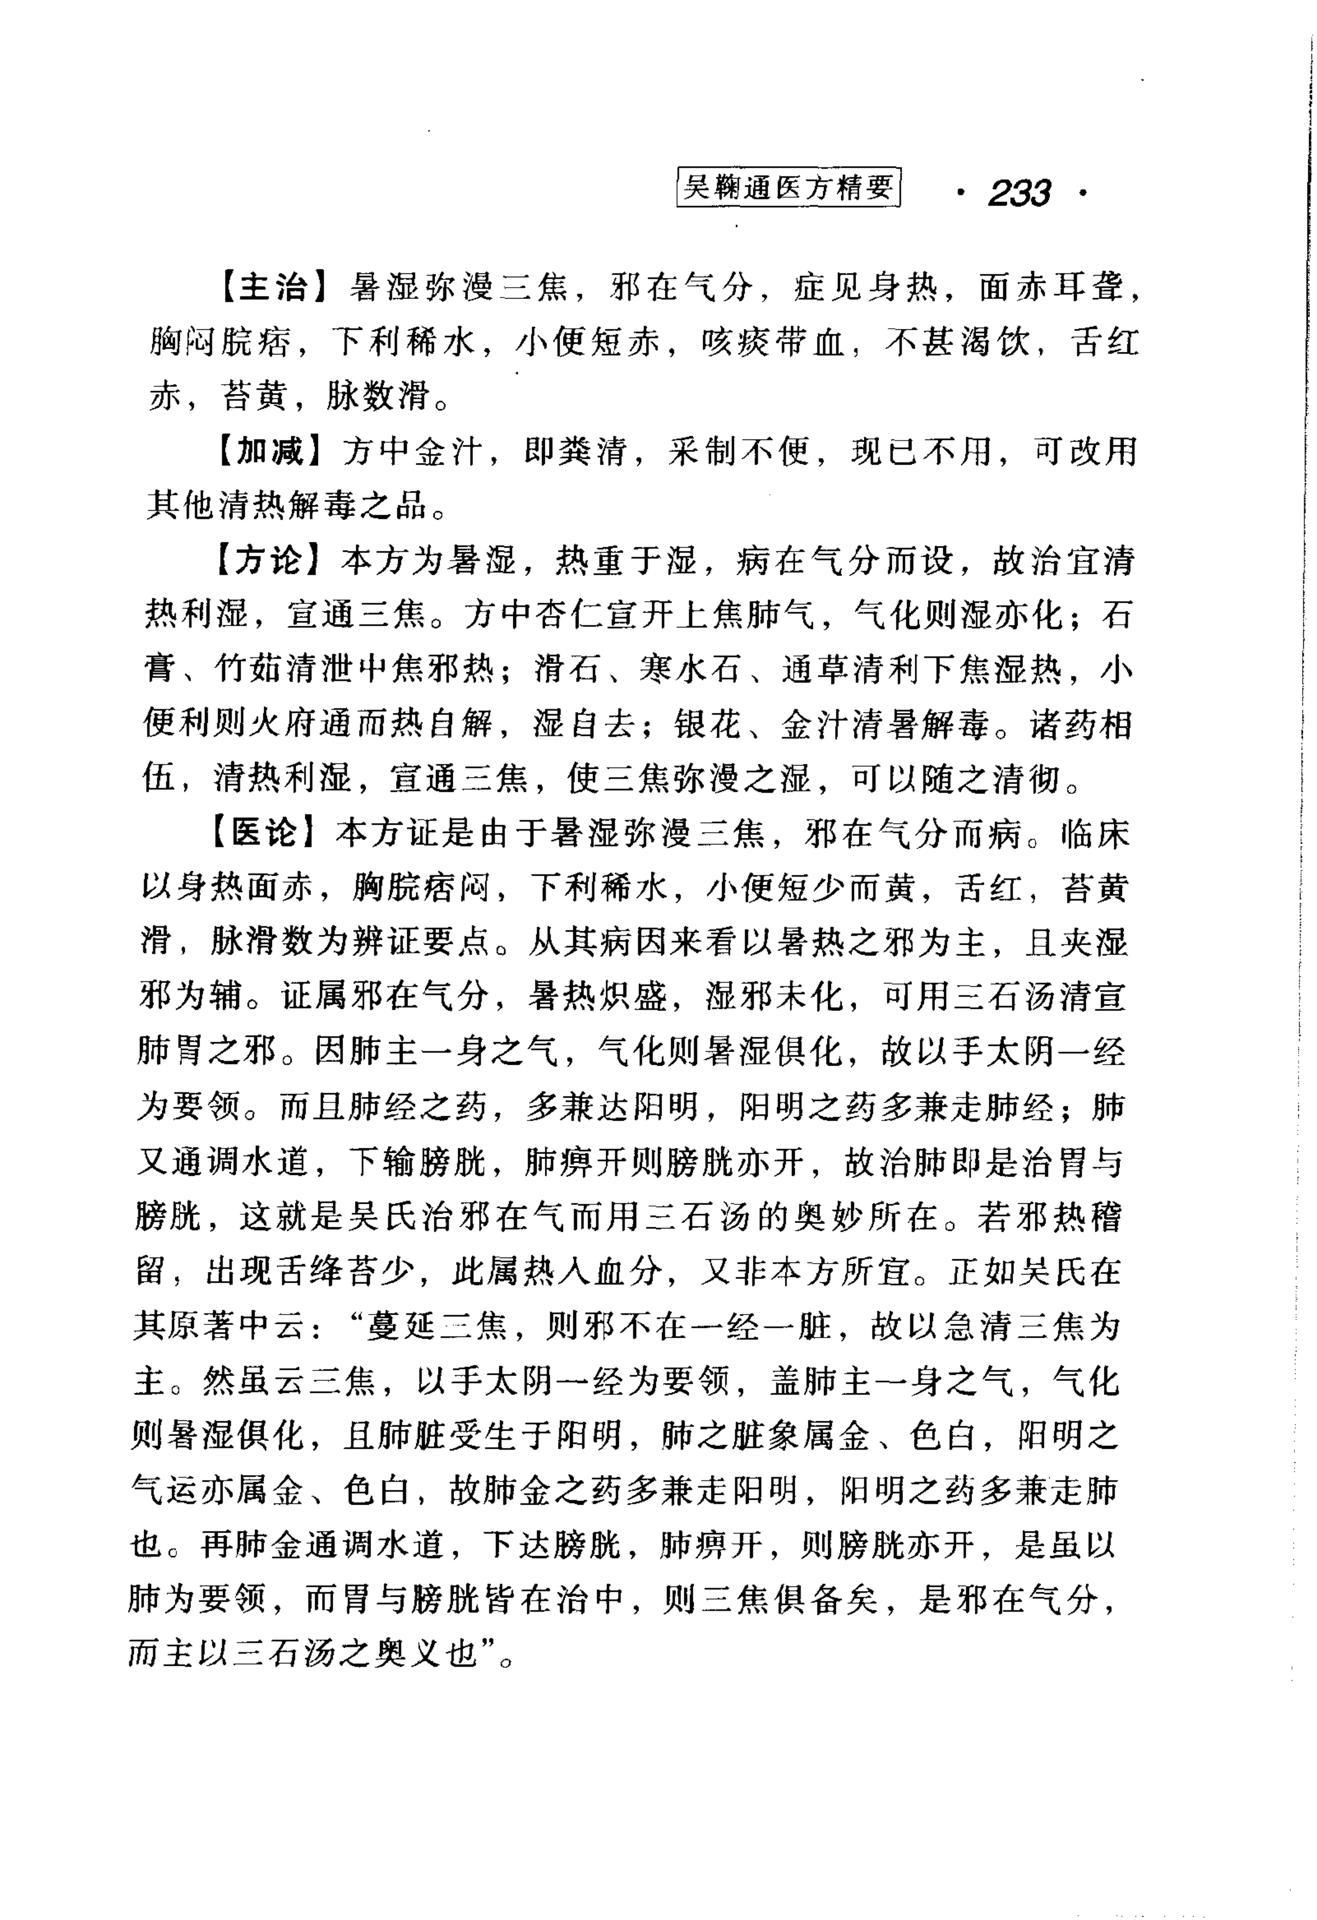 吴鞠通医方精要 · 233 ·
【主治】暑湿弥漫三焦，邪在气分，症见身热，面赤耳聋，
胸闷脘痞，下利稀水，小便短赤，咳痰带血，不甚渴饮，舌红
赤，苔黄，脉数滑。
【加减】方中金汁，即粪清，采制不便，现已不用，可改用
其他清热解毒之品。
【方论】本方为暑湿，热重于湿，病在气分而设，故治宜清
热利湿，宣通三焦。方中杏仁宣开上焦肺气，气化则湿亦化；石
膏、竹茹清泄中焦邪热；滑石、寒水石、通草清利下焦湿热，小
便利则火府通而热自解，湿自去；银花、金汁清暑解毒。诸药相
伍，清热利湿，宣通三焦，使三焦弥漫之湿，可以随之清彻。
【医论】本方证是由于暑湿弥漫三焦，邪在气分而病。临床
以身热面赤，胸脘痞闷，下利稀水，小便短少而黄，舌红，苔黄
滑，脉滑数为辨证要点。从其病因来看以暑热之邪为主，且夹湿
邪为辅。证属邪在气分，暑热炽盛，湿邪未化，可用三石汤清宣
肺胃之邪。因肺主一身之气，气化则暑湿俱化，故以手太阴一经
为要领。而且肺经之药，多兼达阳明，阳明之药多兼走肺经；肺
又通调水道，下输膀胱，肺痹开则膀胱亦开，故治肺即是治胃与
膀胱，这就是吴氏治邪在气而用三石汤的奥妙所在。若邪热稽
留，出现舌绛苔少，此属热入血分，又非本方所宜。正如吴氏在
其原著中云：“蔓延三焦，则邪不在一经一脏，故以急清三焦为
主。然虽云三焦，以手太阴一经为要领，盖肺主一身之气，气化
则暑湿俱化，且肺脏受生于阳明，肺之脏象属金、色白，阳明之
气运亦属金、色白，故肺金之药多兼走阳明，阳明之药多兼走肺
也。再肺金通调水道，下达膀胱，肺痹开，则膀胱亦开，是虽以
肺为要领，而胃与膀胱皆在治中，则三焦俱备矣，是邪在气分，
而主以三石汤之奥义也”。